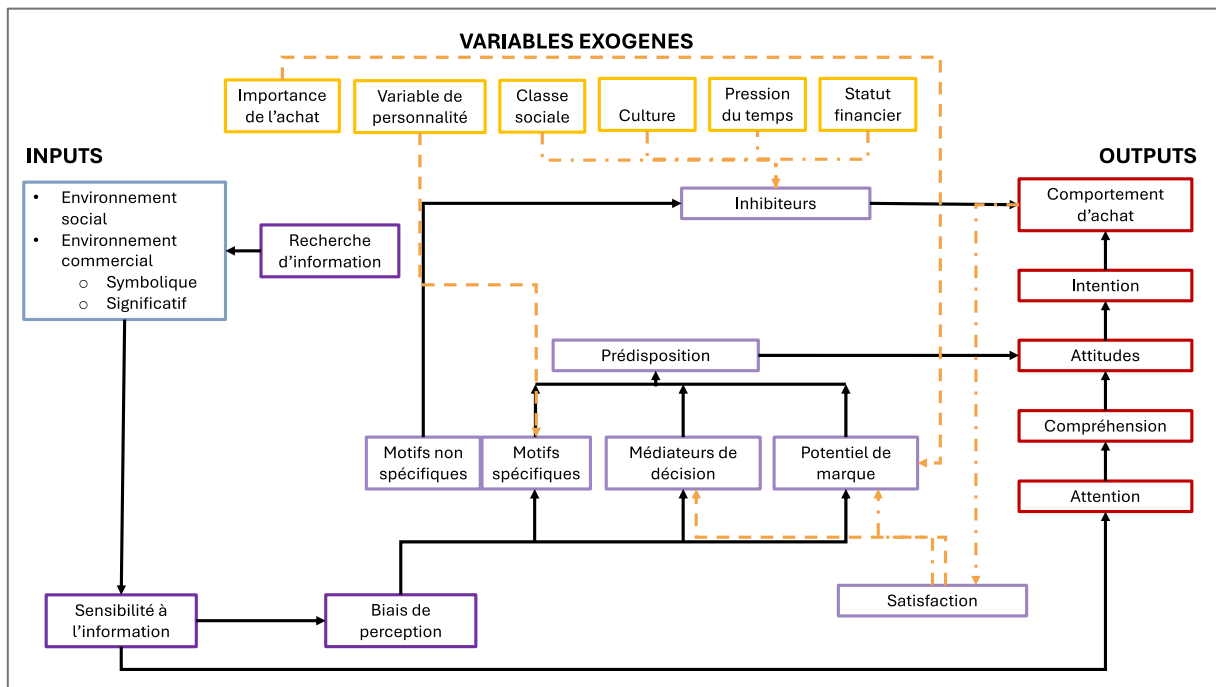 VARIABLES EXOGENES
Importance
de l’achat
Variable de
personnalité
Classe
sociale
Culture
Pression
du temps
Statut
financier
INPUTS
OUTPUTS
• Environnement
social
• Environnement
commercial
o Symbolique
o Significatif
Recherche
d’information
Inhibiteurs
Comportement
d’achat
Intention
Prédisposition
Attitudes
Compréhension
Motifs non
spécifiques
Motifs
spécifiques
Médiateurs de
décision
Potentiel de
marque
Attention
Satisfaction
Sensibilité à
l’information
Biais de
perception